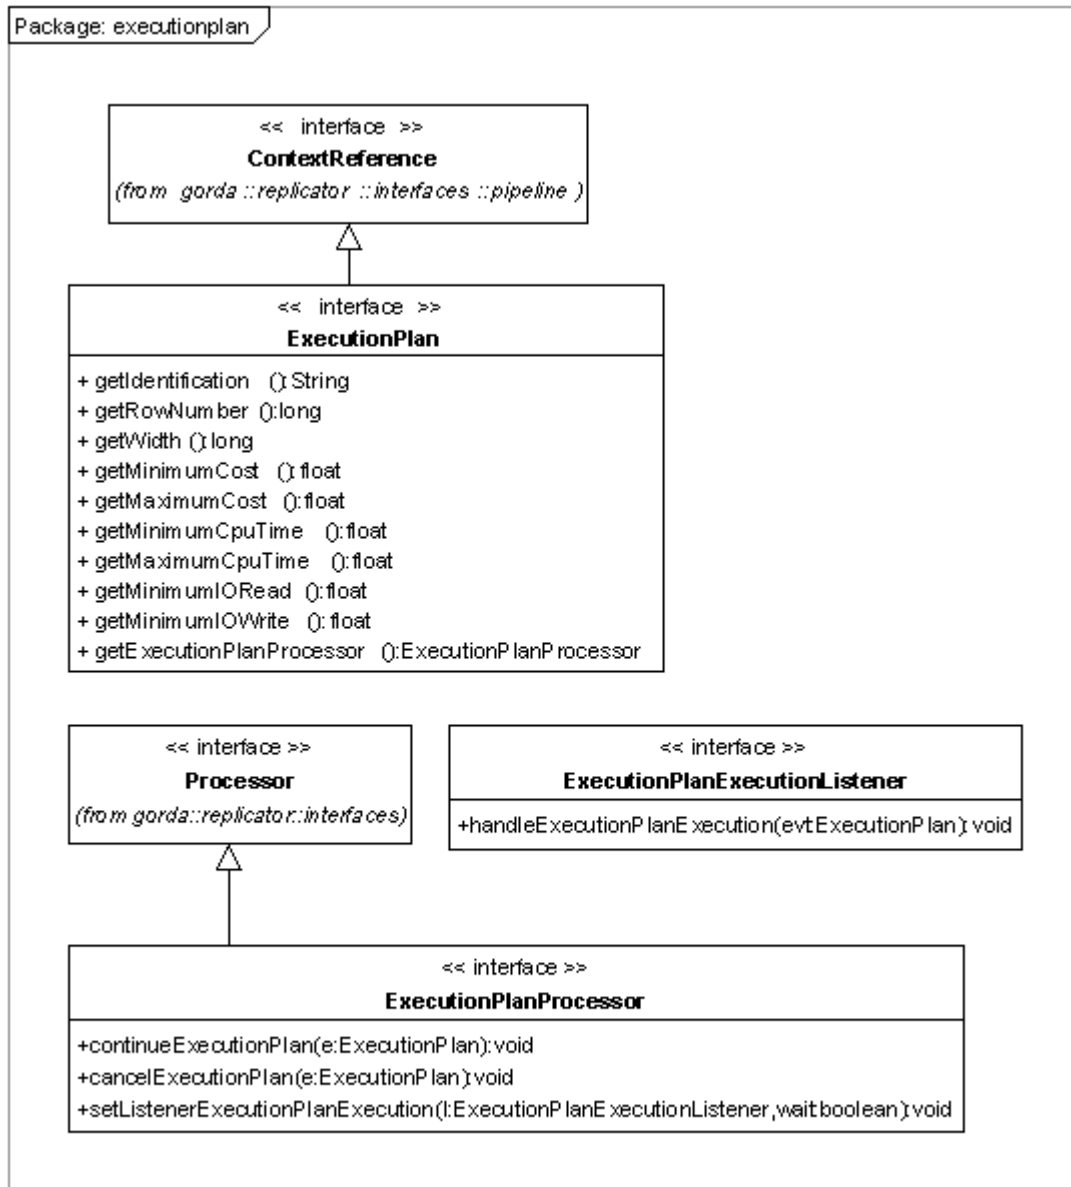 Package: executionplan
<< interface >>
ContextReference
(from gorda ::replicator ::interfaces ::pipeline )
<< interface >>
ExecutionPlan
+ getIdentification ():String
+ getRowNumber ():long
+ getWidth ():long
+ getMinimumCost ():float
+ getMaximumCost ():float
+ getMinimumCpuTime ():float
+ getMaximumCpuTime ():float
+ getMinimumIORead ():float
+ getMinimumIOWrite ():float
+ getExecutionPlanProcessor ():ExecutionPlanProcessor
<< interface >>
Processor
(from gorda::replicator::interfaces)
<< interface >>
ExecutionPlanExecutionListener
+handleExecutionPlanExecution(evt:ExecutionPlan):void
<< interface >>
ExecutionPlanProcessor
+continueExecutionPlan(e:ExecutionPlan):void
+cancelExecutionPlan(e:ExecutionPlan):void
+setListenerExecutionPlanExecution(l:ExecutionPlanExecutionListener,wait:boolean):void